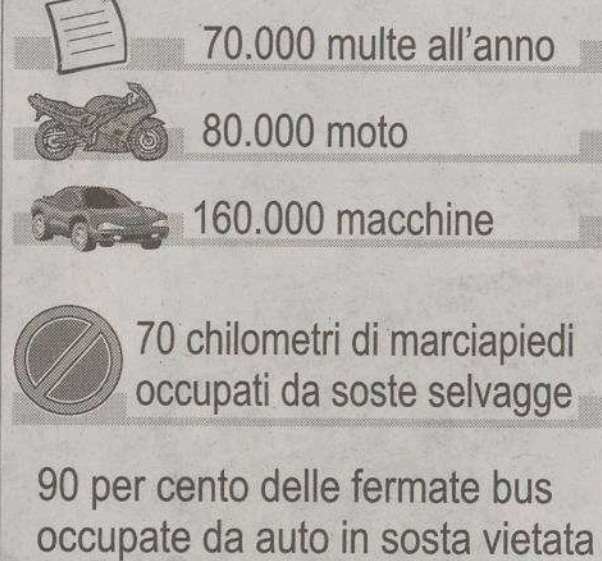 70.000 multe all'anno
80.000 moto
160.000 macchine
70 chilometri di marciapiedi
occupati da soste selvagge
90 per cento delle fermate bus
occupate da auto in sosta vietata